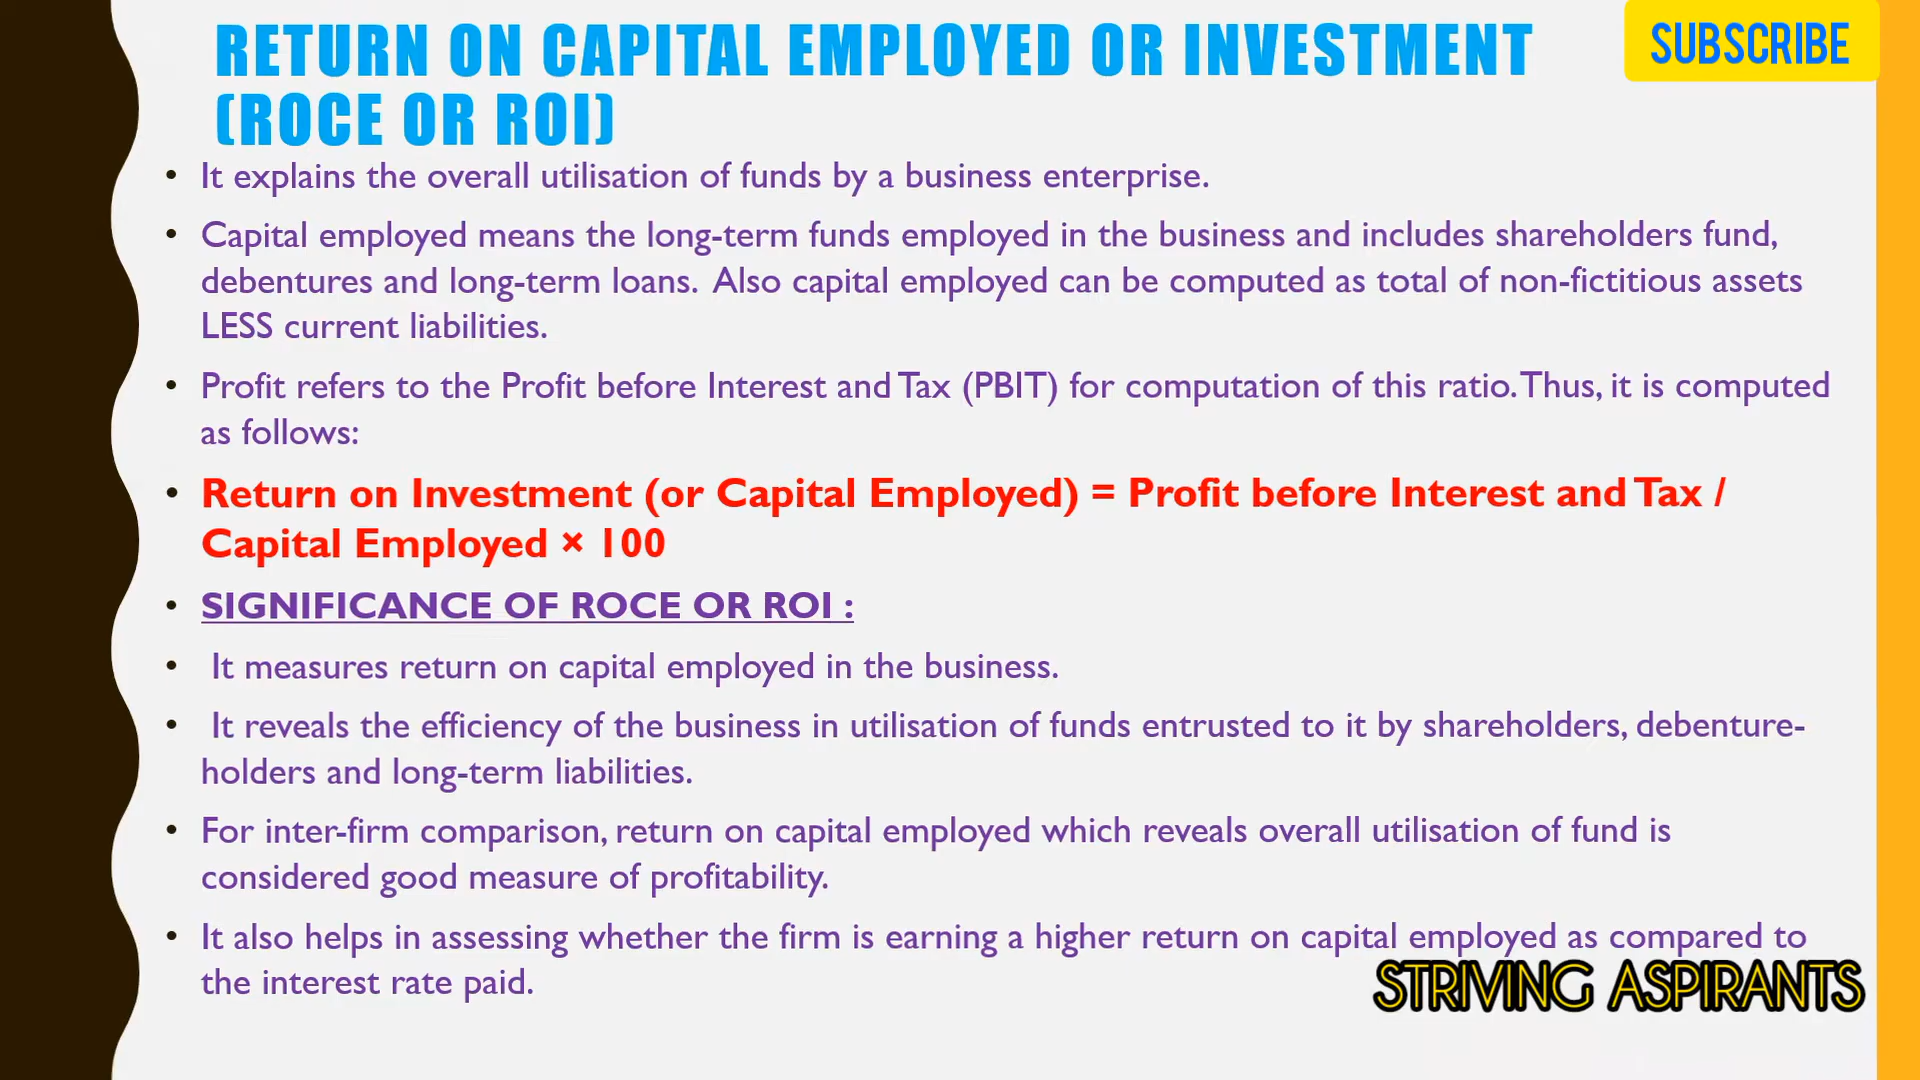 RETURN ON CAPITAL EMPLOYED OR INVESTMENT
(ROCE OR ROI)
SUBSCRIBE
• It explains the overall utilisation of funds by a business enterprise.
• Capital employed means the long-term funds employed in the business and includes shareholders fund,
debentures and long-term loans. Also capital employed can be computed as total of non-fictitious assets
LESS current liabilities.
• Profit refers to the Profit before Interest and Tax (PBIT) for computation of this ratio. Thus, it is computed
as follows:
• Return on Investment (or Capital Employed) = Profit before Interest and Tax /
Capital Employed × 100
• SIGNIFICANCE OF ROCE OR ROI :
• It measures return on capital employed in the business.
• It reveals the efficiency of the business in utilisation of funds entrusted to it by shareholders, debenture-
holders and long-term liabilities.
• For inter-firm comparison, return on capital employed which reveals overall utilisation of fund is
considered good measure of profitability.
• It also helps in assessing whether the firm is earning a higher return on capital employed as compared to
the interest rate paid.
STRIVING ASPIRANTS